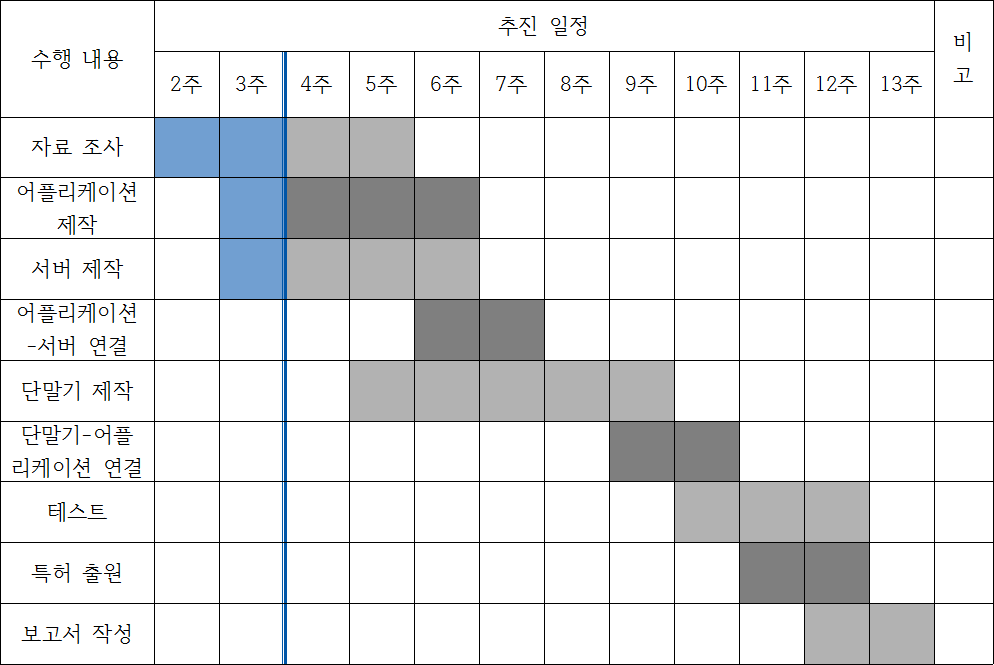 수행 내용
추진 일정
비
고
2주 3주 4주 5주 6주 7주 8주 9주 10주 11주 12주 13주
자료 조사
어플리케이션
제작
서버 제작
어플리케이션
-서버 연결
단말기 제작
단말기-어플
리케이션 연결
테스트
특허 출원
보고서 작성